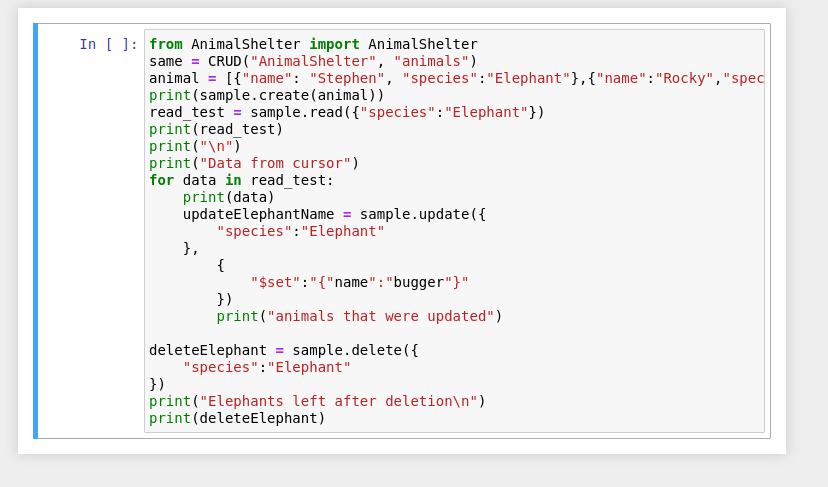 In [ ]:
from AnimalShelter import AnimalShelter
same = CRUD("AnimalShelter", "animals")
animal = [{"name": "Stephen", "species":"Elephant"},{"name":"Rocky","spec
print(sample.create(animal))
read_test = sample.read({"species":"Elephant"})
print(read_test)
print("\n")
print("Data from cursor")
for data in read_test:
    print(data)
    updateElephantName = sample.update({
        "species":"Elephant"
    },
        {
            "$set":"{"name":"bugger"}"
        })
        print("animals that were updated")

deleteElephant = sample.delete({
    "species":"Elephant"
})
print("Elephants left after deletion\n")
print(deleteElephant)